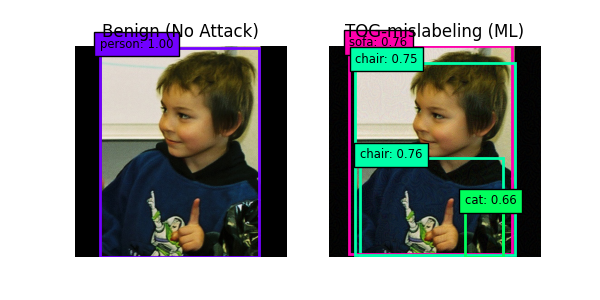 Benign (No Attack)
person: 1.00
TOG-mislabeling (ML)
sofa: 0.76
chair: 0.75
chair: 0.76
cat: 0.66